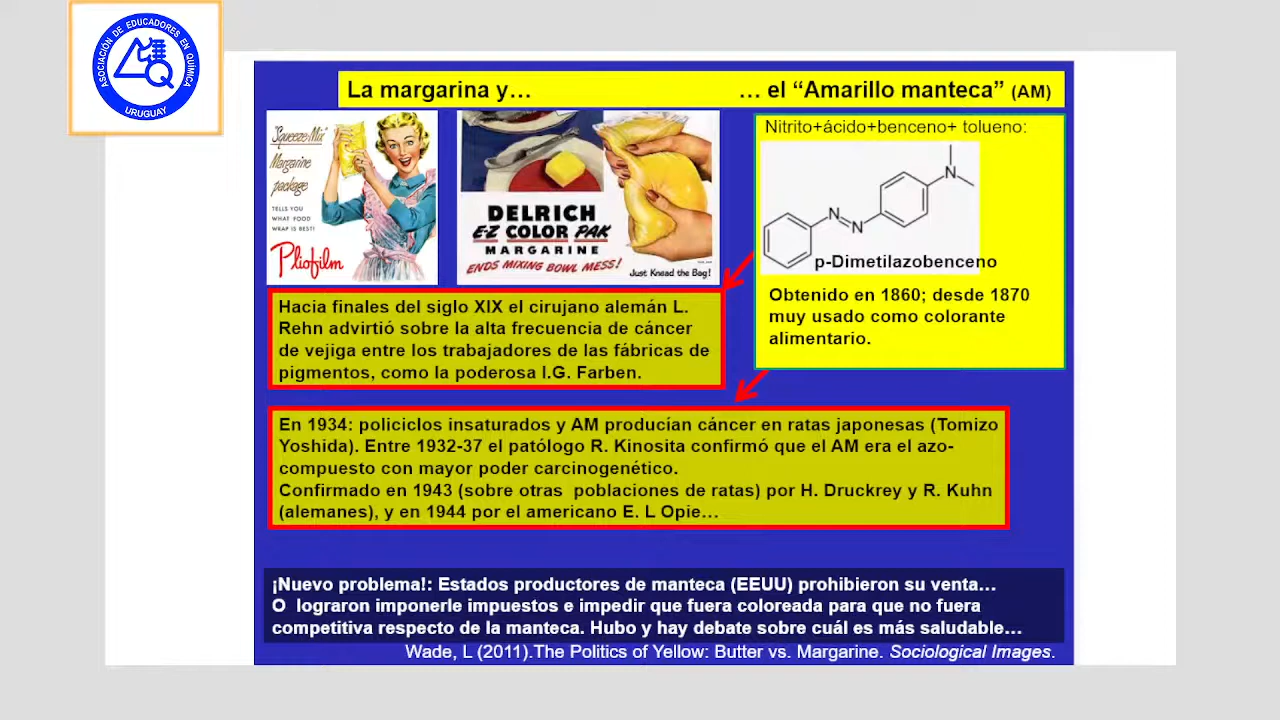 ASOCIACIÓN DE EDUCADORES EN QUIMICA
URUGUAY
La margarina y…
… el “Amarillo manteca” (AM)
"Squeeze-Mix"
Margarine
package
TELLS YOU
WHAT FOOD
WRAP IS BEST!
Pliofilm
DELRICH
E-Z COLOR PAK
MARGARINE
ENDS MIXING BOWL MESS!
Just Knead the Bag!
Nitrito+ácido+benceno+ tolueno:
N
N
N
p-Dimetilazobenceno
Obtenido en 1860; desde 1870
muy usado como colorante
alimentario.
Hacia finales del siglo XIX el cirujano alemán L.
Rehn advirtió sobre la alta frecuencia de cáncer
de vejiga entre los trabajadores de las fábricas de
pigmentos, como la poderosa I.G. Farben.
En 1934: policiclos insaturados y AM producían cáncer en ratas japonesas (Tomizo
Yoshida). Entre 1932-37 el patólogo R. Kinosita confirmó que el AM era el azo-
compuesto con mayor poder carcinogenético.
Confirmado en 1943 (sobre otras poblaciones de ratas) por H. Druckrey y R. Kuhn
(alemanes), y en 1944 por el americano E. L Opie…
¡Nuevo problema!: Estados productores de manteca (EEUU) prohibieron su venta…
O lograron imponerle impuestos e impedir que fuera coloreada para que no fuera
competitiva respecto de la manteca. Hubo y hay debate sobre cuál es más saludable…
Wade, L (2011).The Politics of Yellow: Butter vs. Margarine. Sociological Images.